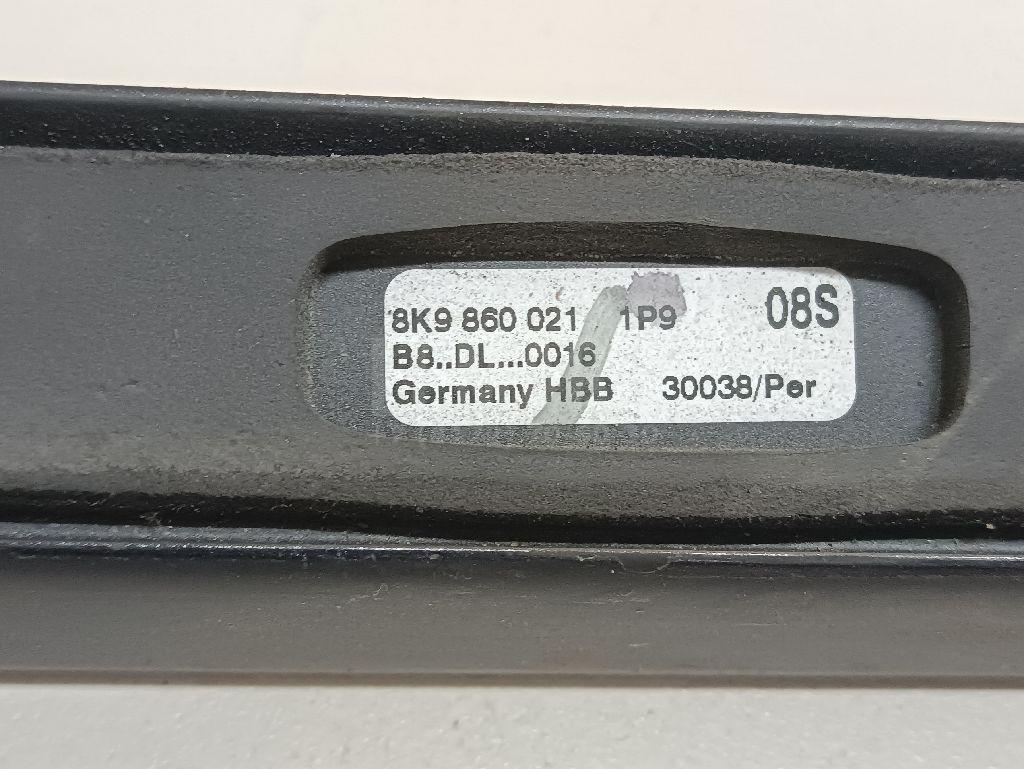 8K9 860 021 1P9 08S
B8..DL...0016
Germany HBB 30038/Per